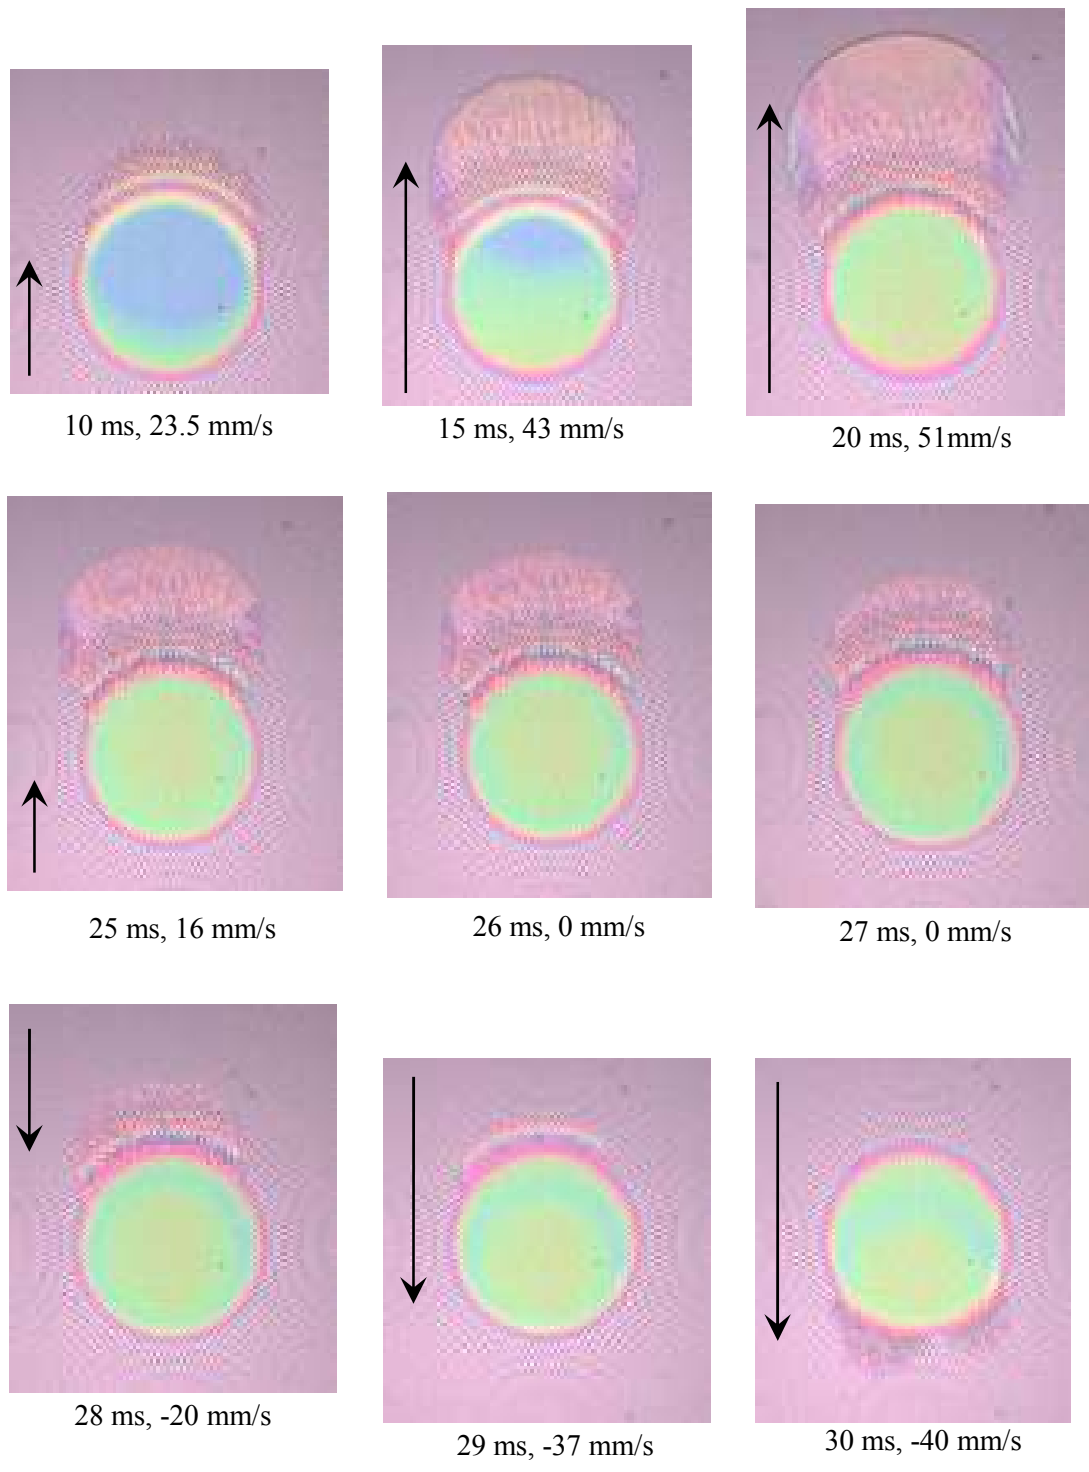 10 ms, 23.5 mm/s
15 ms, 43 mm/s
20 ms, 51mm/s
25 ms, 16 mm/s
26 ms, 0 mm/s
27 ms, 0 mm/s
28 ms, -20 mm/s
29 ms, -37 mm/s
30 ms, -40 mm/s